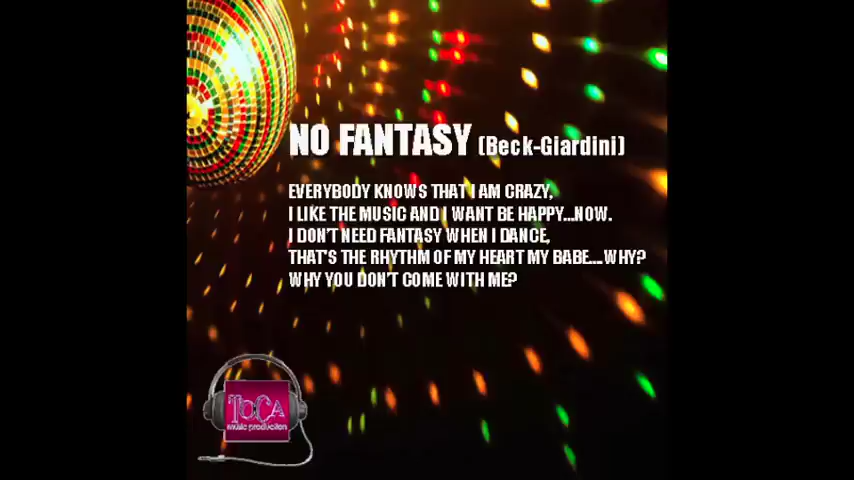 NO FANTASY (Beck-Giardini)
EVERYBODY KNOWS THAT I AM CRAZY,
I LIKE THE MUSIC AND I WANT BE HAPPY...NOW.
I DON'T NEED FANTASY WHEN I DANCE,
THAT'S THE RHYTHM OF MY HEART MY BABE....WHY?
WHY YOU DON'T COME WITH ME?
TOCA
music production